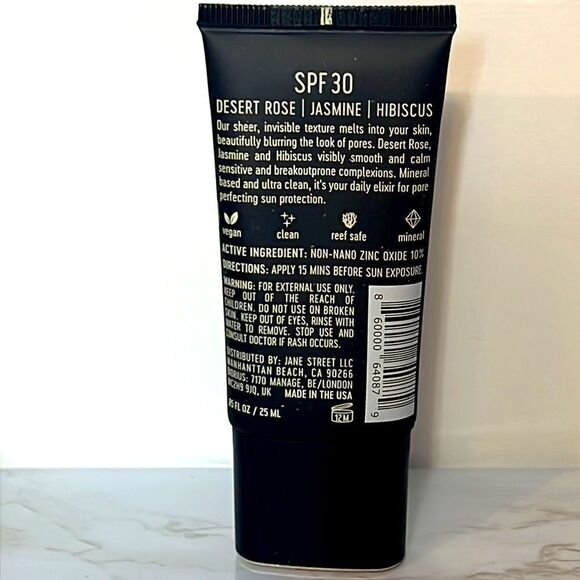 SPF 30
DESERT ROSE | JASMINE | HIBISCUS
Our sheer, invisible texture melts into your skin,
beautifully blurring the look of pores. Desert Rose,
Jasmine and Hibiscus visibly smooth and calm
sensitive and breakoutprone complexions. Mineral
based and ultra clean, it's your daily elixir for pore
perfecting sun protection.
vegan clean reef safe mineral
ACTIVE INGREDIENT: NON-NANO ZINC OXIDE 10%
DIRECTIONS: APPLY 15 MINS BEFORE SUN EXPOSURE.
WARNING: FOR EXTERNAL USE ONLY.
KEEP OUT OF THE REACH OF
CHILDREN. DO NOT USE ON BROKEN
SKIN. KEEP OUT OF EYES, RINSE WITH
WATER TO REMOVE. STOP USE AND
CONSULT DOCTOR IF RASH OCCURS.
DISTRIBUTED BY: JANE STREET LLC
MANHANTTAN BEACH, CA 90266
7170 MANAGE, BE/LONDON
WC2H9 9JQ, UK MADE IN THE USA
.85 FL OZ / 25 ML
12M
8 60000 64087 9